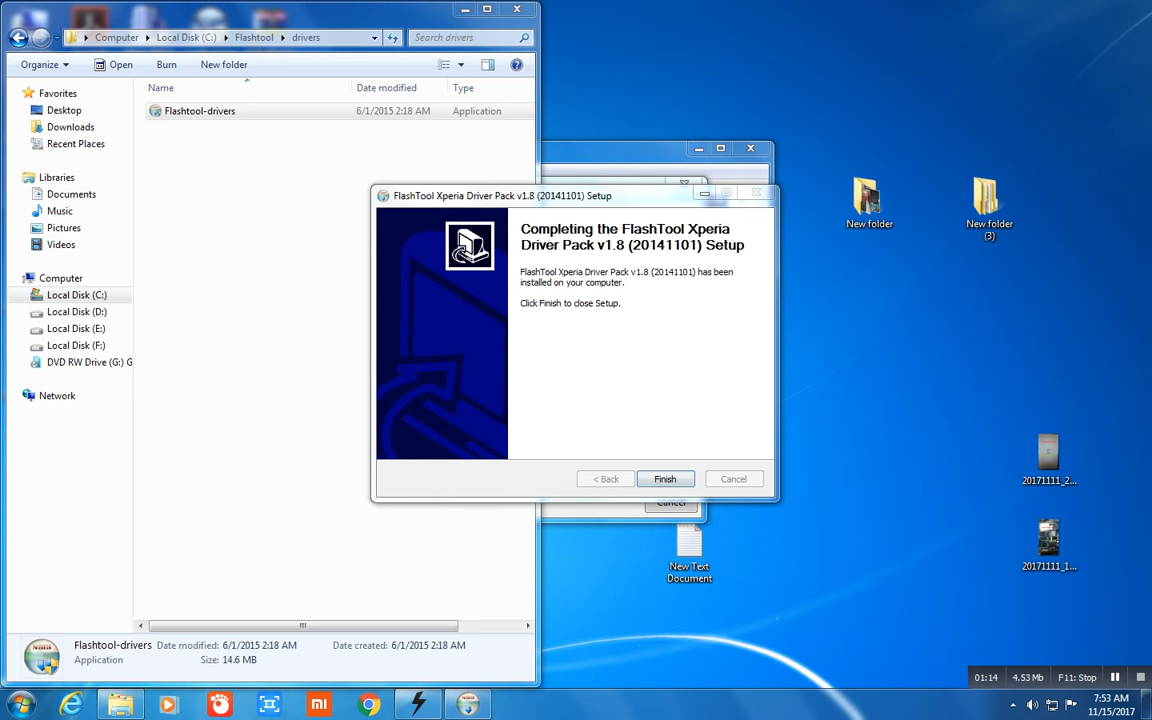 Computer
Local Disk (C:)
Flashtool
drivers
Search drivers
Organize
Open
Burn
New folder
Name
Date modified
Type
Favorites
Desktop
Downloads
Recent Places
Libraries
Documents
Music
Pictures
Videos
Computer
Local Disk (C:)
Local Disk (D:)
Local Disk (E:)
Local Disk (F:)
DVD RW Drive (G:) G
Network
Flashtool-drivers
6/1/2015 2:18 AM
Application
FlashTool Xperia Driver Pack v1.8 (20141101) Setup
Completing the FlashTool Xperia
Driver Pack v1.8 (20141101) Setup
FlashTool Xperia Driver Pack v1.8 (20141101) has been
installed on your computer.
Click Finish to close Setup.
< Back
Finish
Cancel
Cancel
New folder
New folder
(3)
20171111_2...
20171111_1...
New Text
Document
Flashtool-drivers Date modified: 6/1/2015 2:18 AM Date created: 6/1/2015 2:18 AM
Application Size: 14.6 MB
01:14 4.53 Mb F11: Stop
mi
7:53 AM
11/15/2017